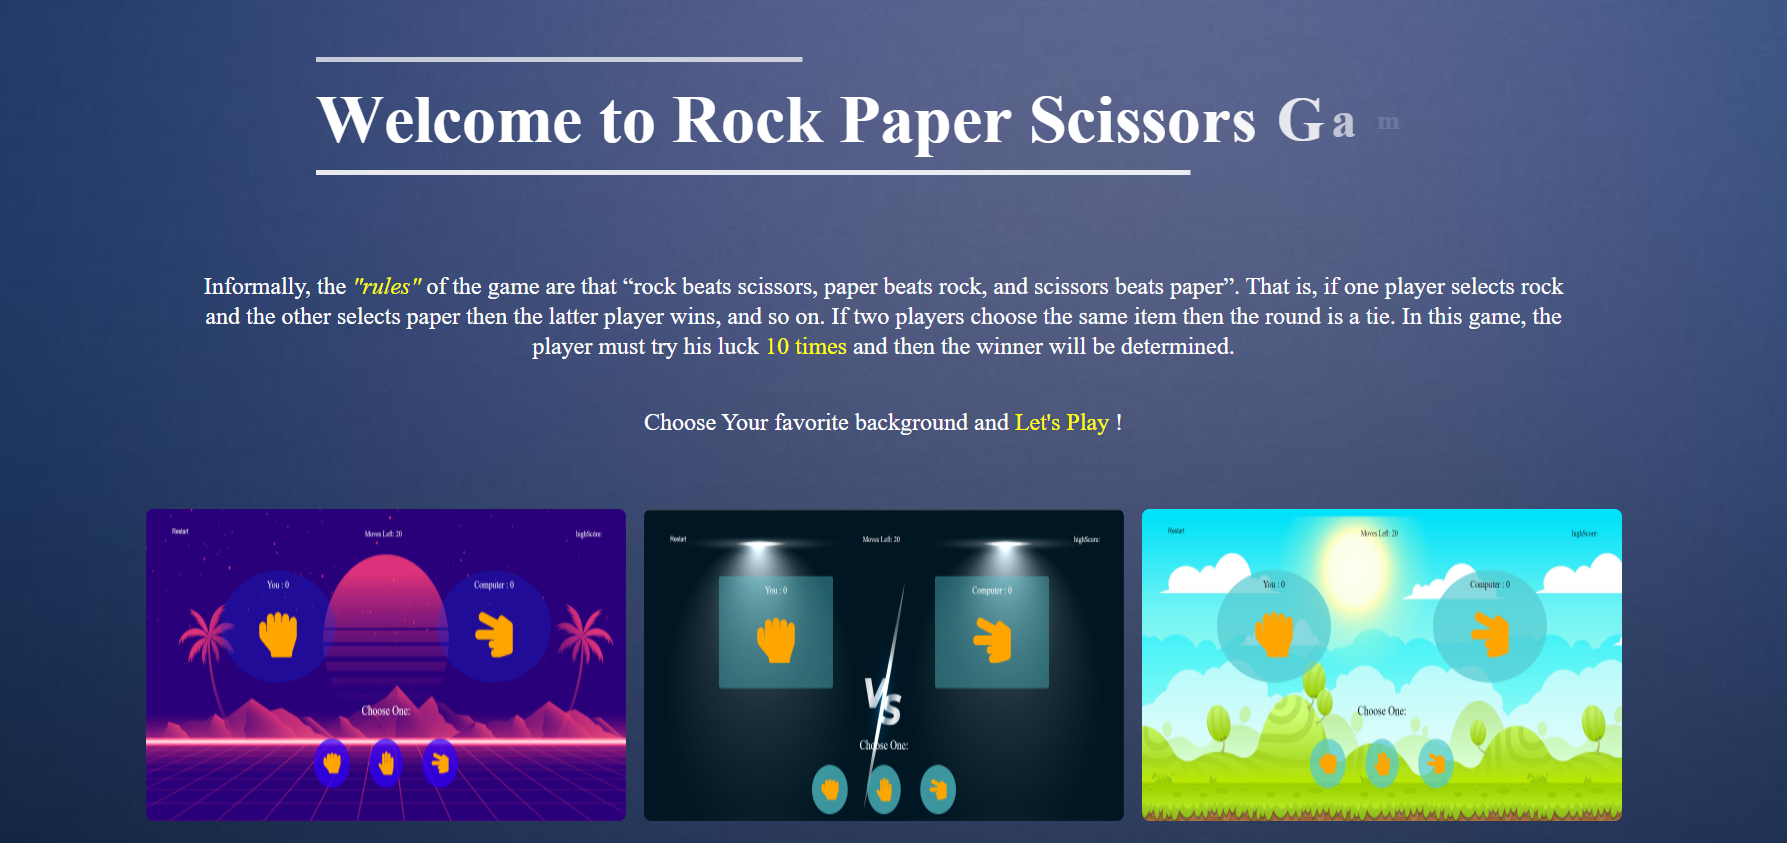 Welcome to Rock Paper Scissors Gam
Informally, the "rules" of the game are that “rock beats scissors, paper beats rock, and scissors beats paper”. That is, if one player selects rock
and the other selects paper then the latter player wins, and so on. If two players choose the same item then the round is a tie. In this game, the
player must try his luck 10 times and then the winner will be determined.
Choose Your favorite background and Let's Play !
Restart
Moves Left: 20
highScore:
You : 0
Computer : 0
Choose One:
Restart
Moves Left: 20
highScore:
You : 0
Computer : 0
VS
Choose One:
Restart
Moves Left: 20
highScore:
You : 0
Computer : 0
Choose One: